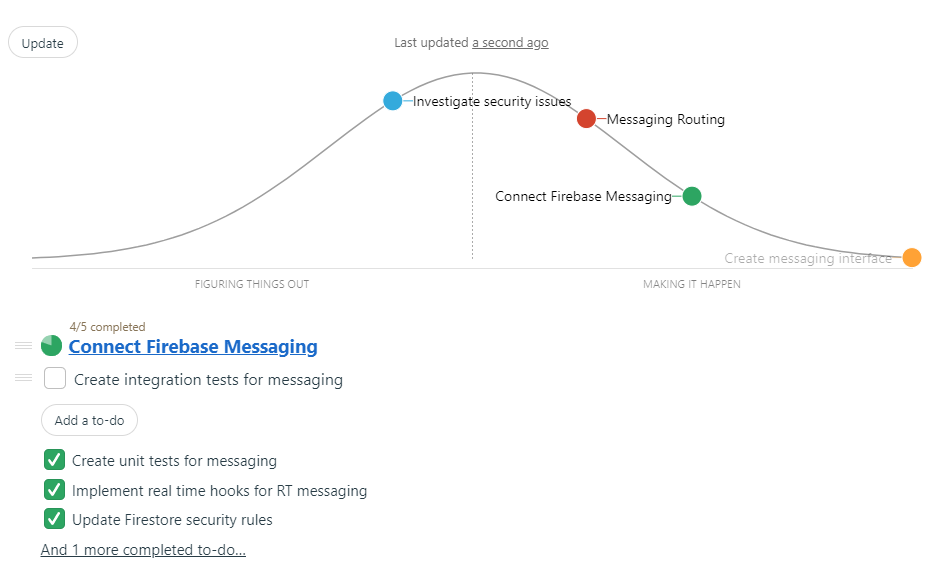 Update
Last updated a second ago
Investigate security issues
Messaging Routing
Connect Firebase Messaging
Create messaging interface
FIGURING THINGS OUT
MAKING IT HAPPEN
4/5 completed
Connect Firebase Messaging
Create integration tests for messaging
Add a to-do
Create unit tests for messaging
Implement real time hooks for RT messaging
Update Firestore security rules
And 1 more completed to-do...